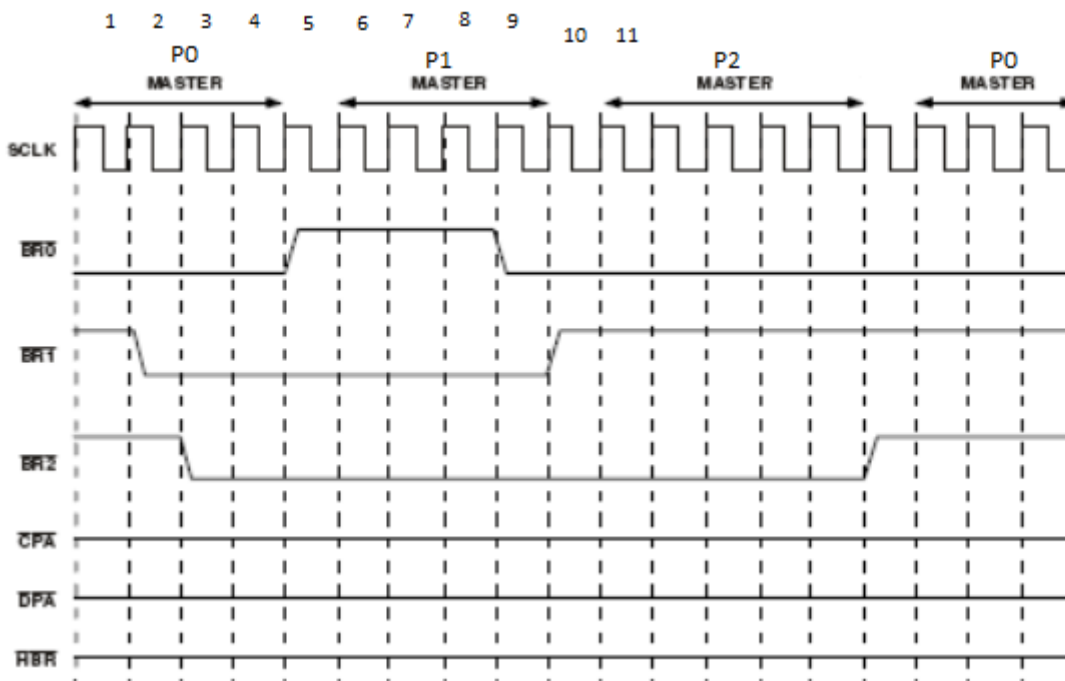 1 2 3 4 5 6 7 8 9 10 11
P0 P1 P2 P0
MASTER MASTER MASTER MASTER
SCLK
BR0
BR1
BR2
CPA
DPA
HBR